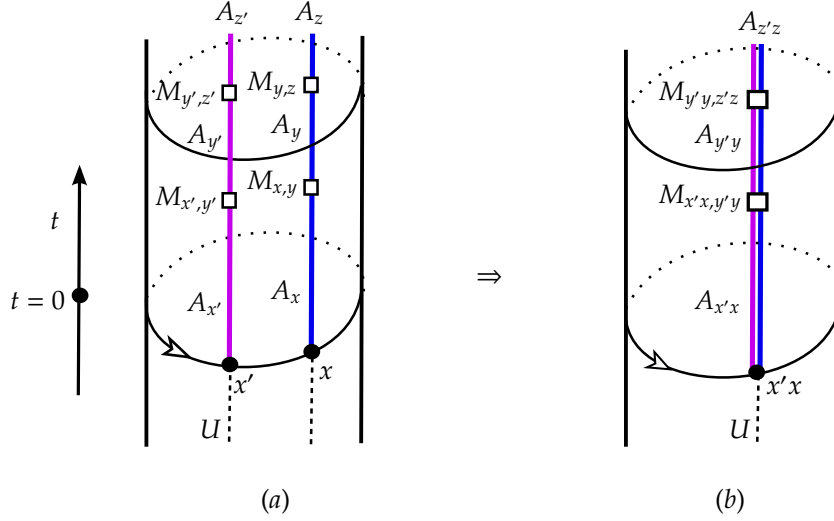 A_{z'} A_z A_{z'z}
M_{y',z'} M_{y,z} M_{y'y,z'z}
A_{y'} A_y A_{y'y}
M_{x',y'} M_{x,y} M_{x'x,y'y}
t
⇒
t = 0 A_{x'} A_x A_{x'x}
x' x x'x
U U
(a) (b)